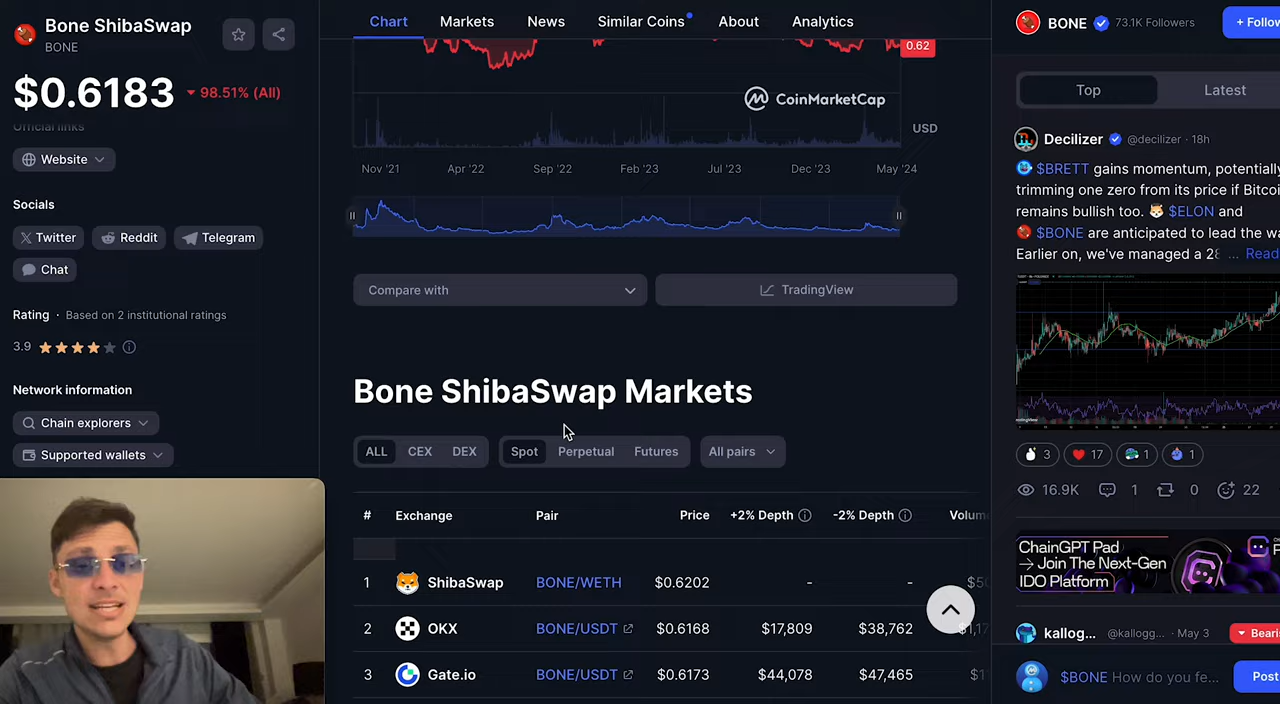 Bone ShibaSwap
BONE
$0.6183
98.51% (All)
Official links
Website
Socials
Twitter
Reddit
Telegram
Chat
Rating · Based on 2 institutional ratings
3.9
Network information
Chain explorers
Supported wallets
Chart
Markets
News
Similar Coins
About
Analytics
0.62
CoinMarketCap
USD
Nov '21
Apr '22
Sep '22
Feb '23
Jul '23
Dec '23
May '24
Compare with
TradingView
Bone ShibaSwap Markets
ALL CEX DEX
Spot Perpetual Futures
All pairs
# Exchange Pair Price +2% Depth -2% Depth Volum
1 ShibaSwap BONE/WETH $0.6202 - -
2 OKX BONE/USDT $0.6168 $17,809 $38,762
3 Gate.io BONE/USDT $0.6173 $44,078 $47,465
BONE 73.1K Followers
+ Follow
Top
Latest
Decilizer @decilizer · 18h
$BRETT gains momentum, potentially
trimming one zero from its price if Bitcoi
remains bullish too. $ELON and
$BONE are anticipated to lead the wa
Earlier on, we've managed a 28 ... Read
3
17
1
1
16.9K
1
0
22
ChainGPT Pad
→ Join The Next-Gen
IDO Platform
kallog... @kallogg... · May 3
Beari
$BONE How do you fe...
Post